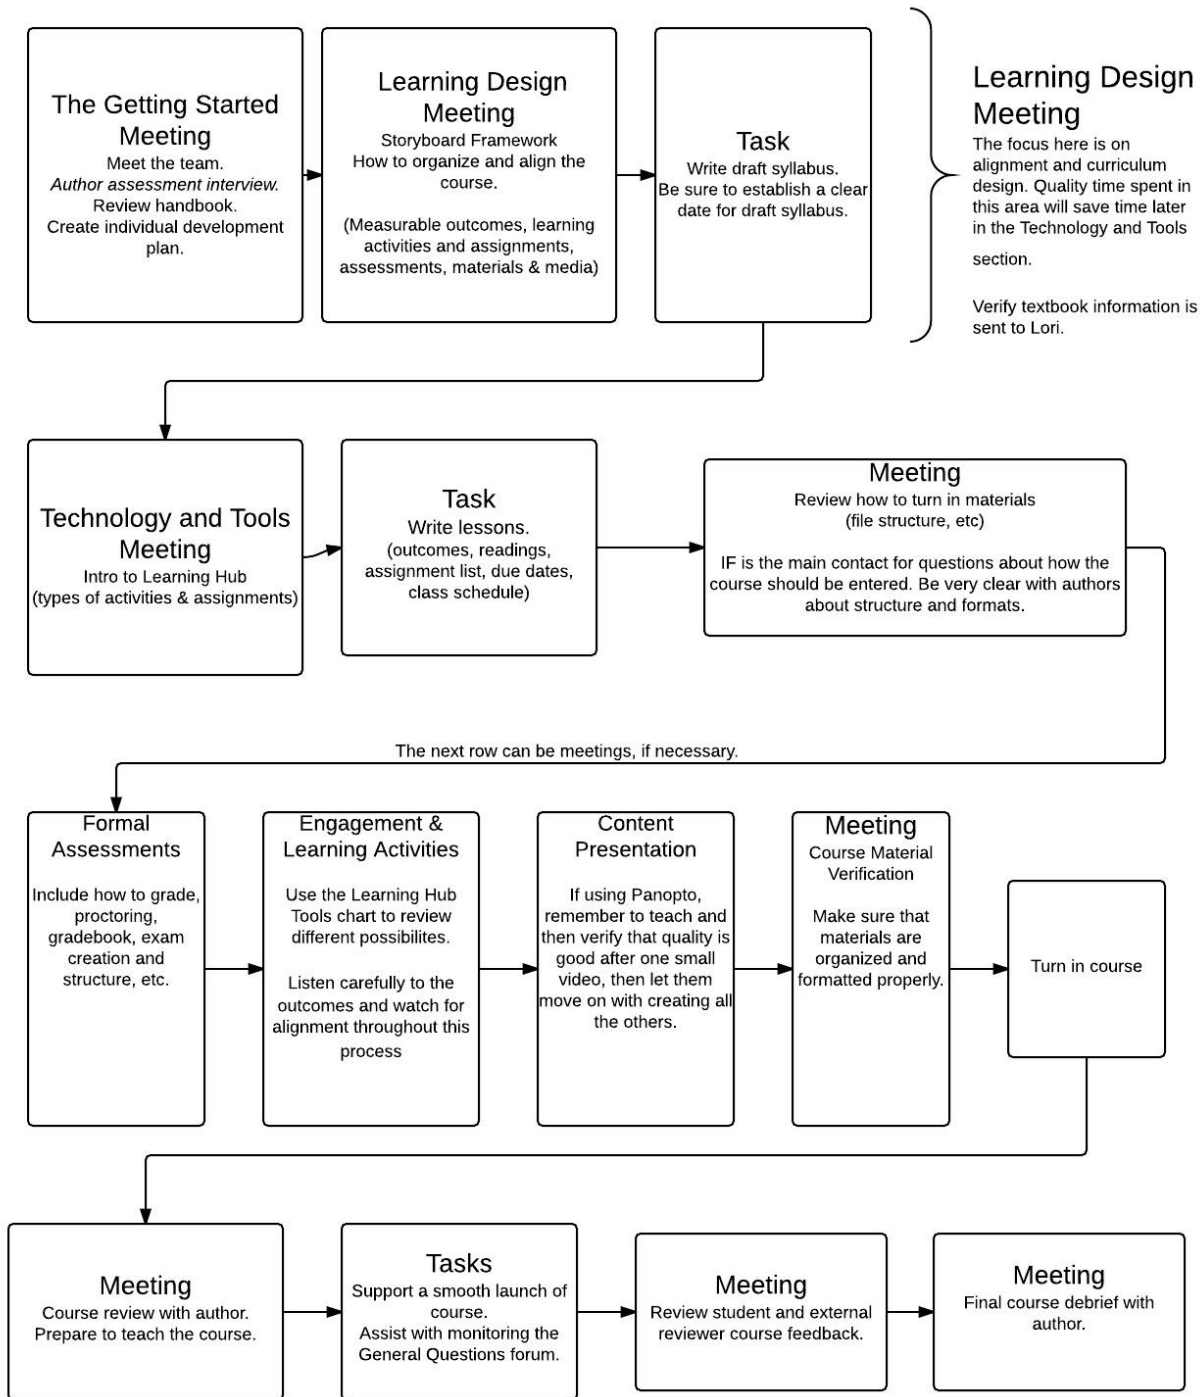 The Getting Started
Meeting
Meet the team.
Author assessment interview.
Review handbook.
Create individual development
plan.
Learning Design
Meeting
Storyboard Framework
How to organize and align the
course.
(Measurable outcomes, learning
activities and assignments,
assessments, materials & media)
Task
Write draft syllabus.
Be sure to establish a clear
date for draft syllabus.
Learning Design
Meeting
The focus here is on
alignment and curriculum
design. Quality time spent in
this area will save time later
in the Technology and Tools
section.
Verify textbook information is
sent to Lori.
Technology and Tools
Meeting
Intro to Learning Hub
(types of activities & assignments)
Task
Write lessons.
(outcomes, readings,
assignment list, due dates,
class schedule)
Meeting
Review how to turn in materials
(file structure, etc)
IF is the main contact for questions about how the
course should be entered. Be very clear with authors
about structure and formats.
The next row can be meetings, if necessary.
Formal
Assessments
Include how to grade,
proctoring,
gradebook, exam
creation and
structure, etc.
Engagement &
Learning Activities
Use the Learning Hub
Tools chart to review
different possibilites.
Listen carefully to the
outcomes and watch for
alignment throughout this
process
Content
Presentation
If using Panopto,
remember to teach and
then verify that quality is
good after one small
video, then let them
move on with creating all
the others.
Meeting
Course Material
Verification
Make sure that
materials are
organized and
formatted properly.
Turn in course
Meeting
Course review with author.
Prepare to teach the course.
Tasks
Support a smooth launch of
course.
Assist with monitoring the
General Questions forum.
Meeting
Review student and external
reviewer course feedback.
Meeting
Final course debrief with
author.